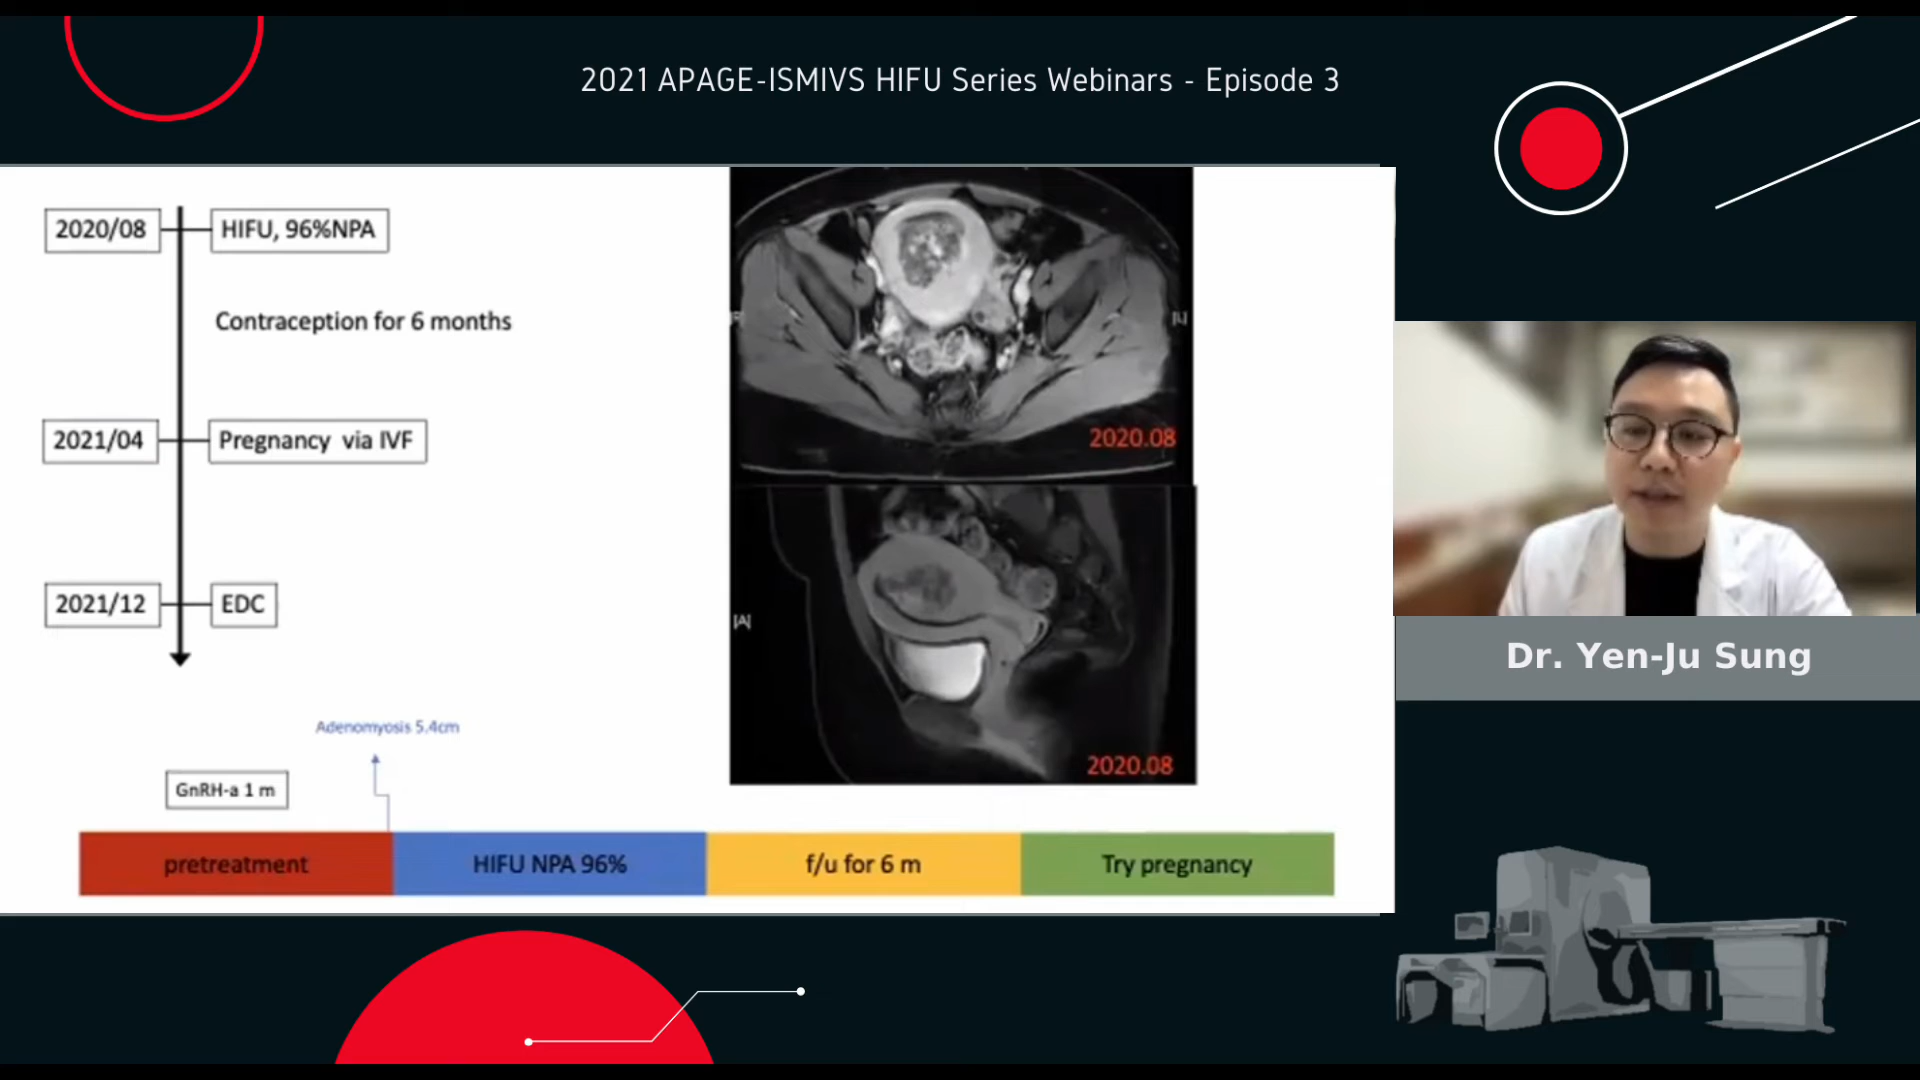 2021 APAGE-ISMIVS HIFU Series Webinars - Episode 3
2020/08
HIFU, 96%NPA
Contraception for 6 months
2021/04
Pregnancy via IVF
2021/12
EDC
Adenomyosis 5.4cm
GnRH-a 1 m
pretreatment
HIFU NPA 96%
f/u for 6 m
Try pregnancy
[L]
2020.08
[A]
2020.08
Dr. Yen-Ju Sung